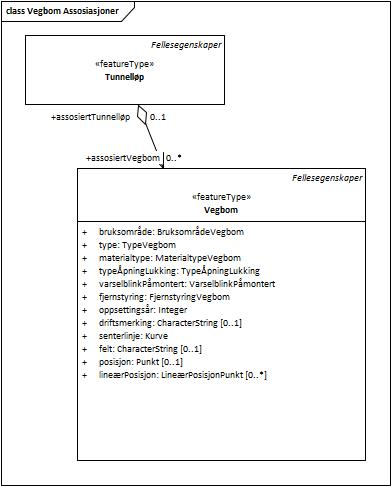 class Vegbom Assosiasjoner
Fellesegenskaper
«featureType»
Tunnelløp
+assosiertTunnelløp 0..1
+assosiertVegbom 0..*
Fellesegenskaper
«featureType»
Vegbom
+ bruksområde: BruksområdeVegbom
+ type: TypeVegbom
+ materialtype: MaterialtypeVegbom
+ typeÅpningLukking: TypeÅpningLukking
+ varselblinkPåmontert: VarselblinkPåmontert
+ fjernstyring: FjernstyringVegbom
+ oppsettingsår: Integer
+ driftsmerking: CharacterString [0..1]
+ senterlinje: Kurve
+ felt: CharacterString [0..1]
+ posisjon: Punkt [0..1]
+ lineærPosisjon: LineærPosisjonPunkt [0..*]